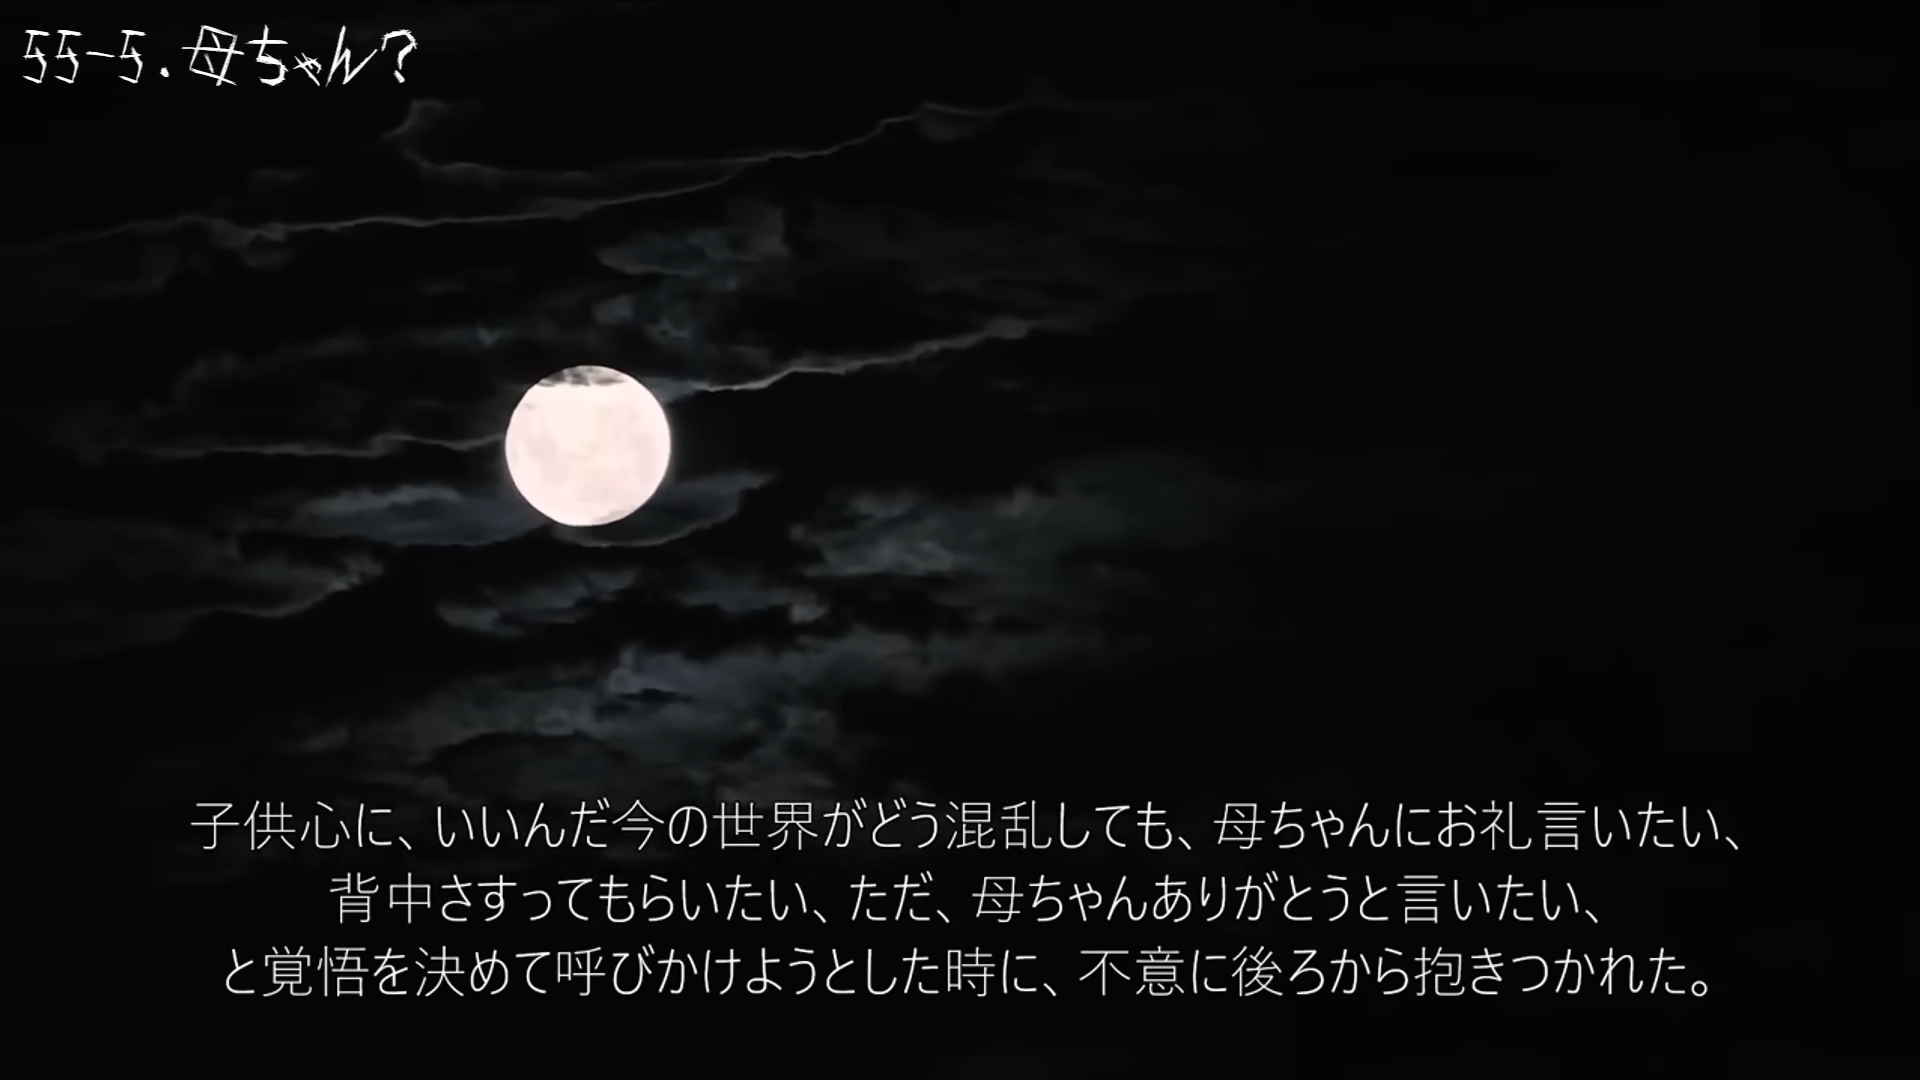 55-5.母ちゃん?
子供心に、いいんだ今の世界がどう混乱しても、母ちゃんにお礼言いたい、
背中さすってもらいたい、ただ、母ちゃんありがとうと言いたい、
と覚悟を決めて呼びかけようとした時に、不意に後ろから抱きつかれた。